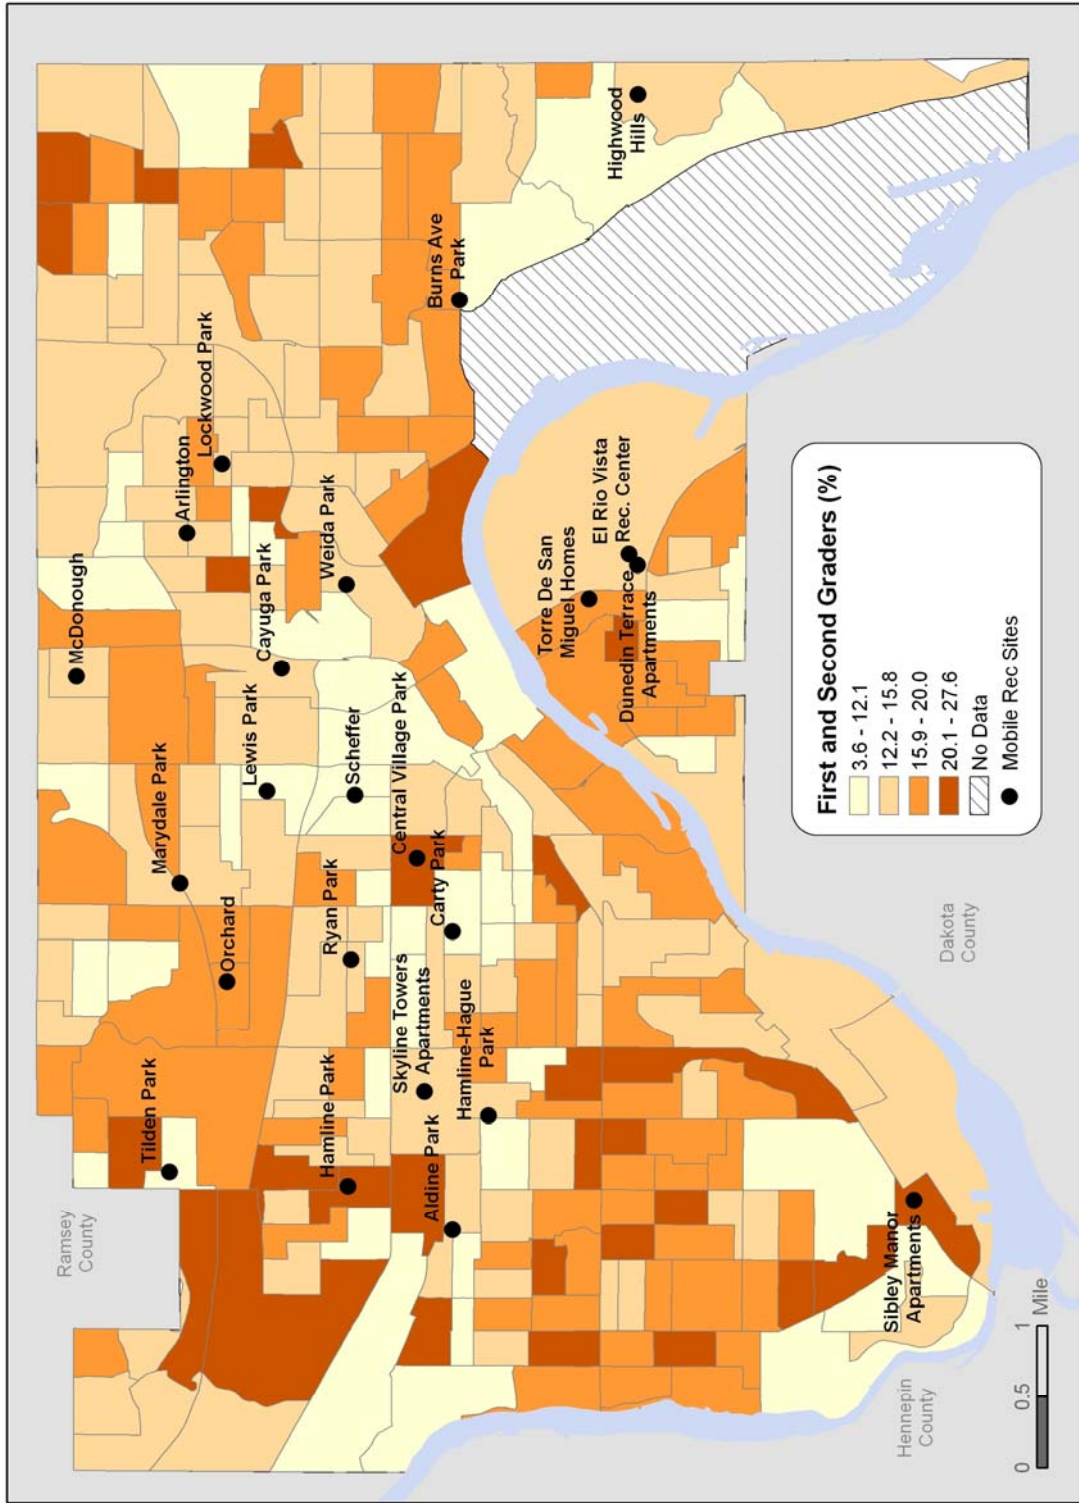 Ramsey
County
McDonough
Tilden Park
Marydale Park
Arlington
Lockwood Park
Orchard
Lewis Park
Cayuga Park
Hamline Park
Ryan Park
Scheffer
Weida Park
Skyline Towers
Apartments
Central Village Park
Aldine Park
Carty Park
Burns Ave
Park
Hamline-Hague
Park
Highwood
Hills
Torre De San
Miguel Homes
El Rio Vista
Rec. Center
Dunedin Terrace
Apartments
Sibley Manor
Apartments
Hennepin
County
Dakota
County
First and Second Graders (%)
3.6 - 12.1
12.2 - 15.8
15.9 - 20.0
20.1 - 27.6
No Data
Mobile Rec Sites
0 0.5 1
Mile